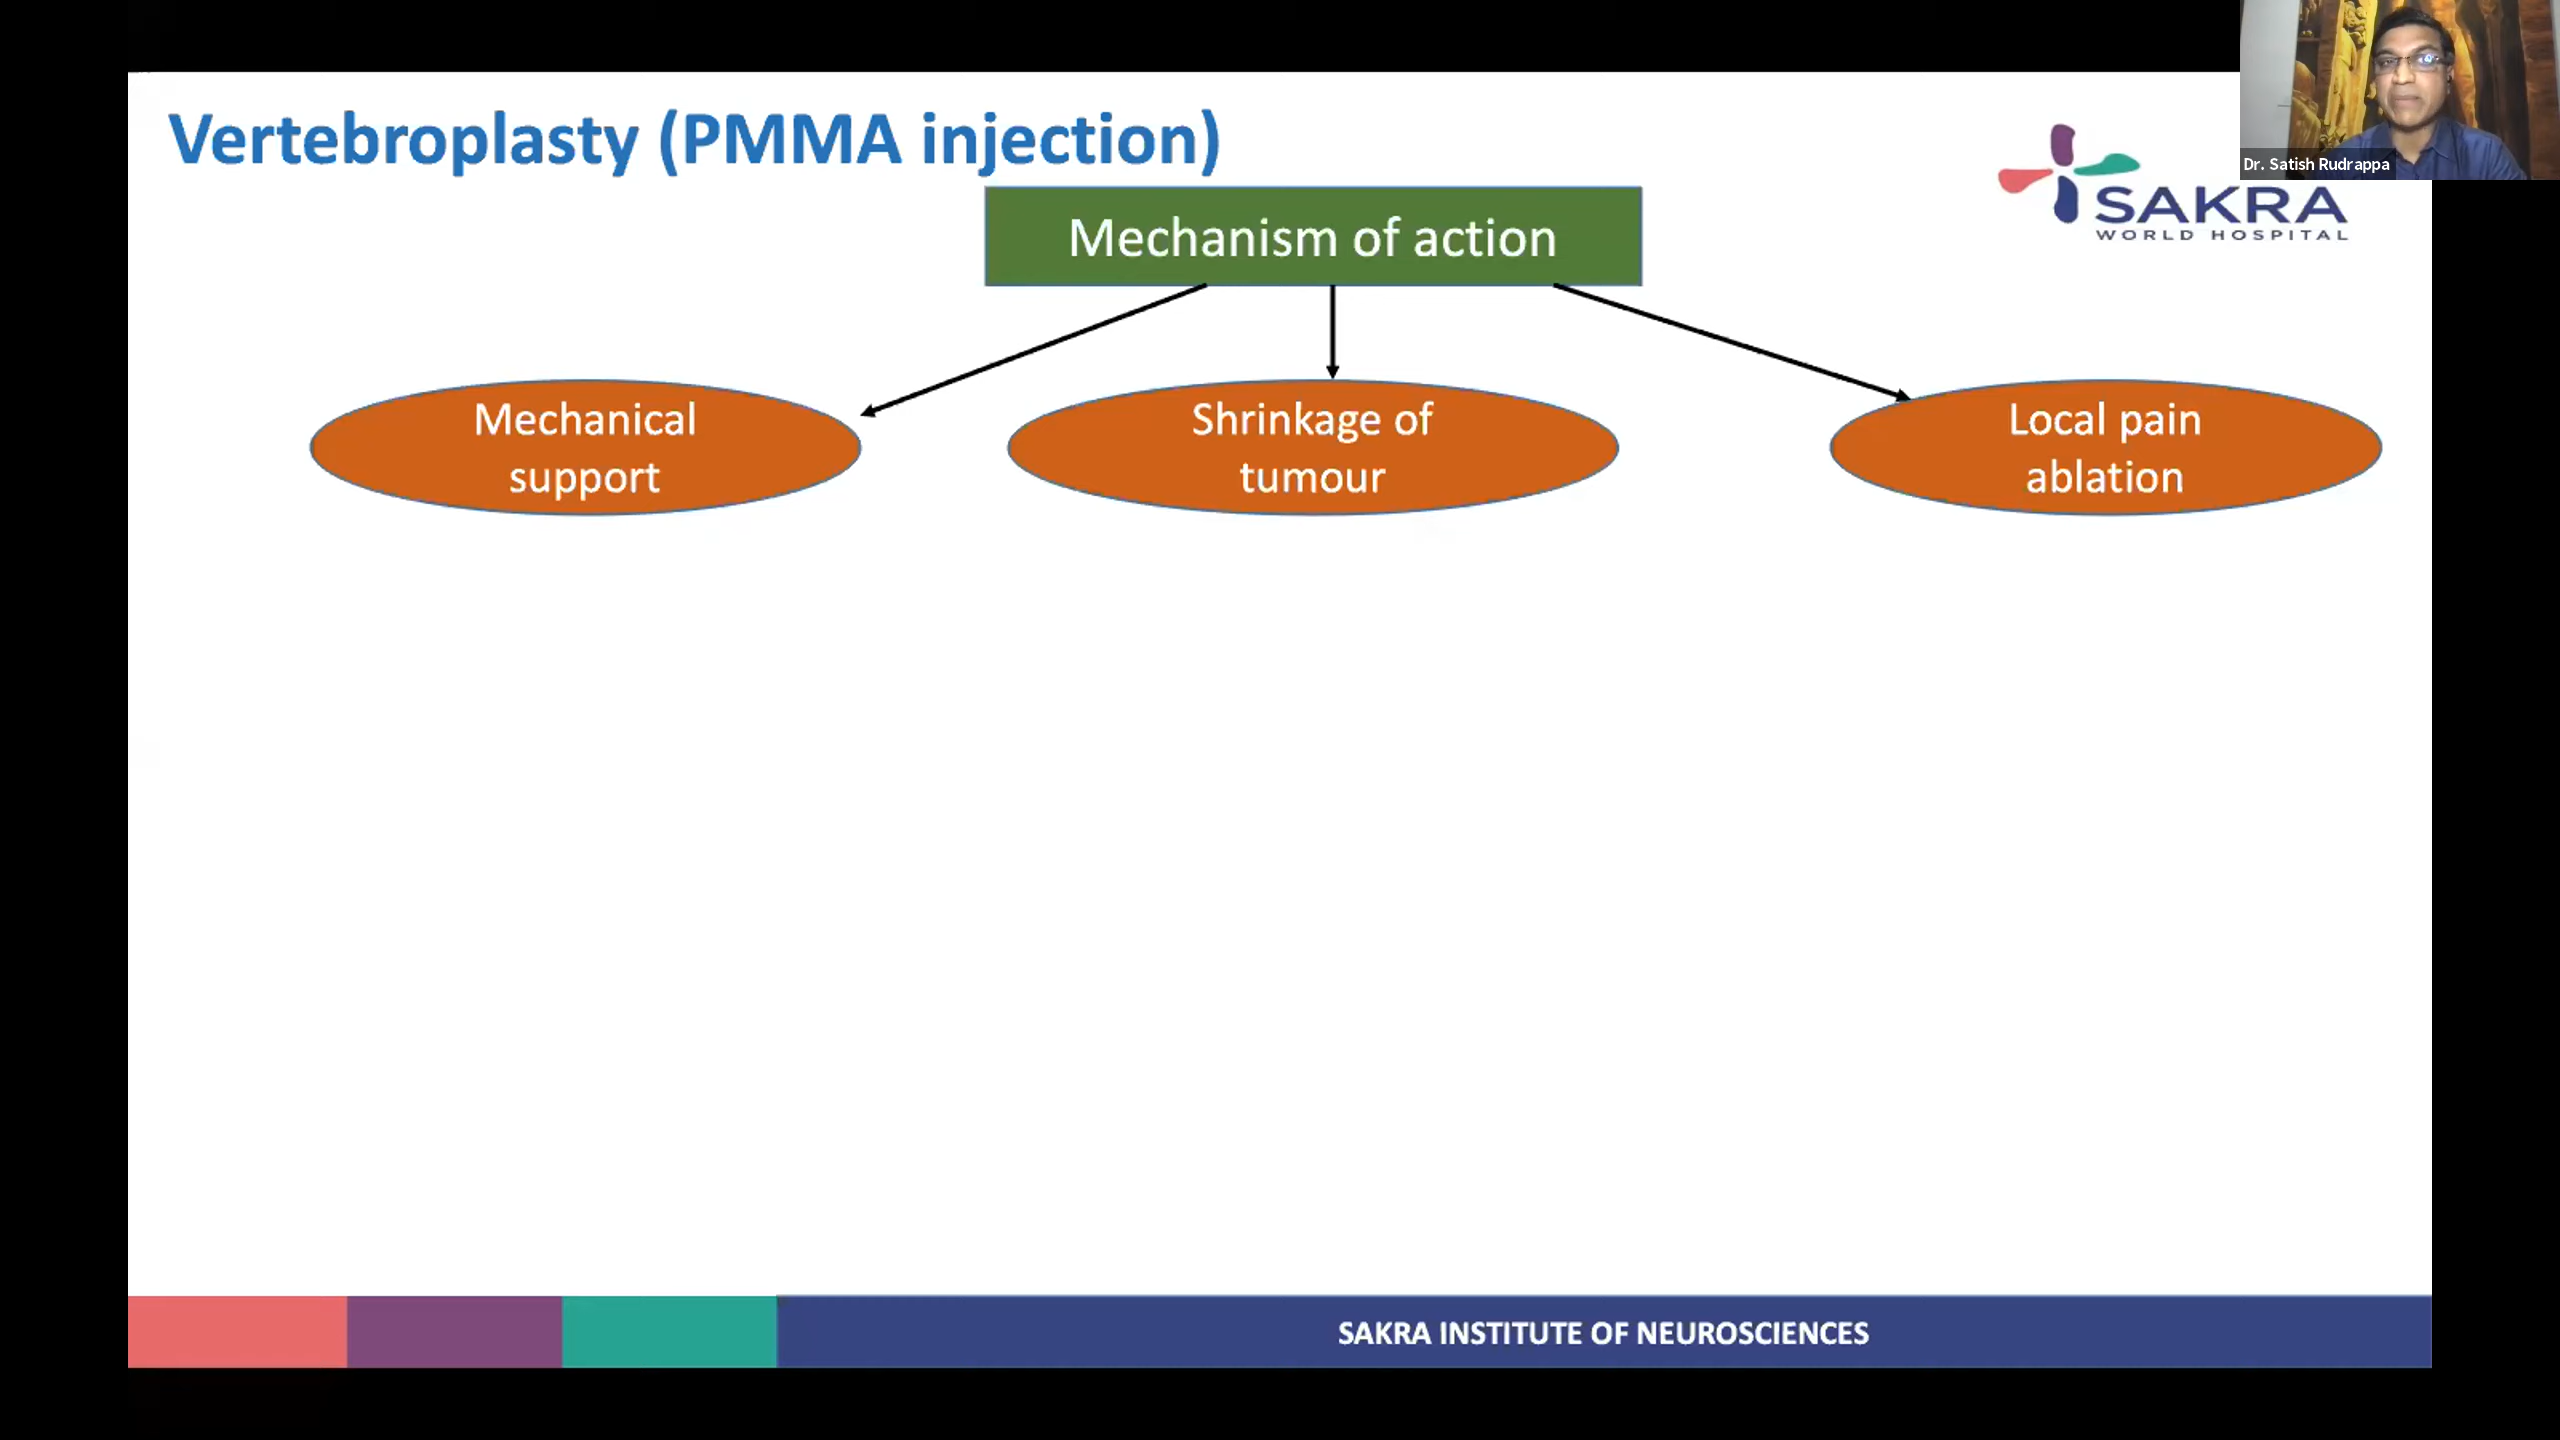 Vertebroplasty (PMMA injection)
Dr. Satish Rudrappa
SAKRA
WORLD HOSPITAL
Mechanism of action
Mechanical
support
Shrinkage of
tumour
Local pain
ablation
SAKRA INSTITUTE OF NEUROSCIENCES